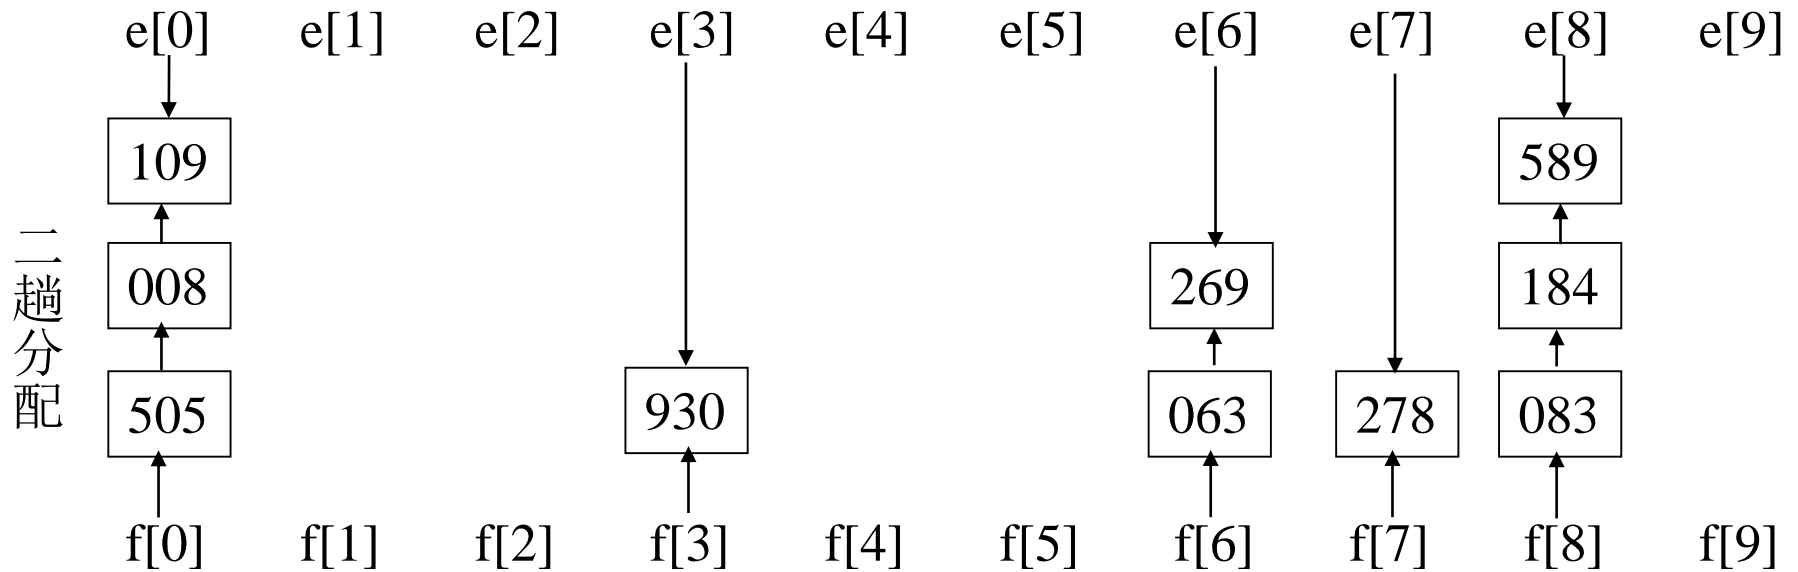 e[0] e[1] e[2] e[3] e[4] e[5] e[6] e[7] e[8] e[9]
109 589
008 269 184
505 930 063 278 083
f[0] f[1] f[2] f[3] f[4] f[5] f[6] f[7] f[8] f[9]
二趟分配